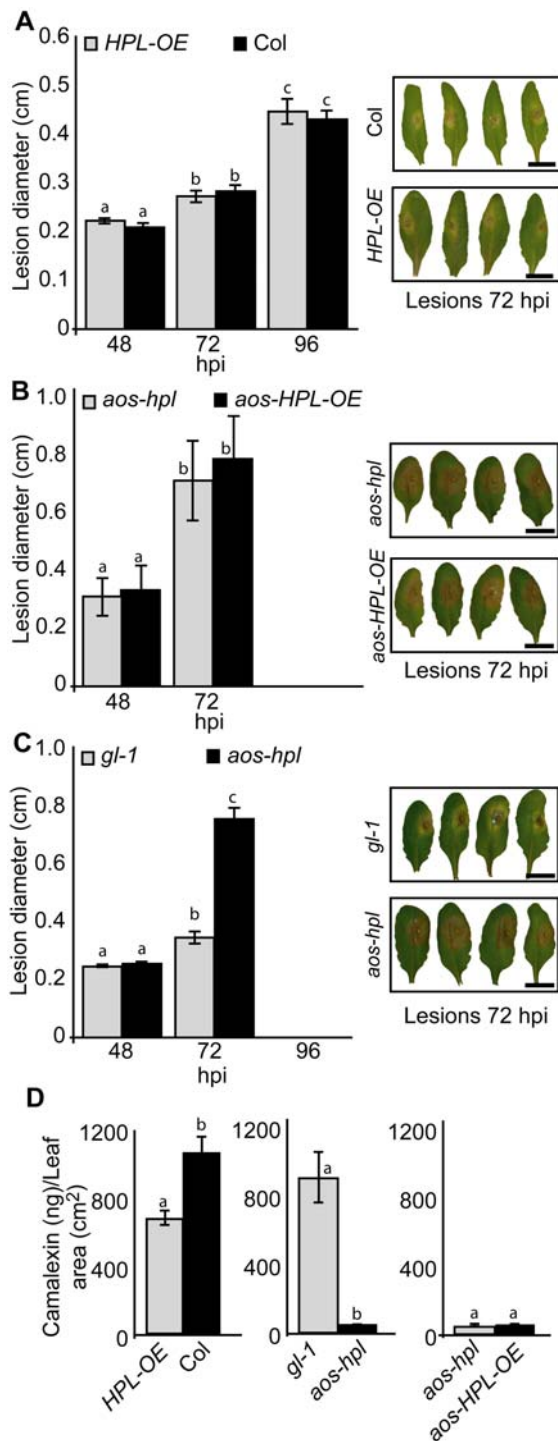 A
HPL-OE Col
Lesion diameter (cm)
0.6
0.5
0.4
0.3
0.2
0.1
0
a a
b b
c c
48 72 96
hpi
Col
HPL-OE
Lesions 72 hpi
B
aos-hpl aos-HPL-OE
Lesion diameter (cm)
1.0
0.8
0.6
0.4
0.2
0
a a
b b
48 72
hpi
aos-hpl
aos-HPL-OE
Lesions 72 hpi
C
gl-1 aos-hpl
Lesion diameter (cm)
1.0
0.8
0.6
0.4
0.2
0
a a
b c
48 72 96
hpi
gl-1
aos-hpl
Lesions 72 hpi
D
Camalexin (ng)/Leaf
area (cm2)
1200
800
400
0
a b
HPL-OE Col
1200
800
400
0
a b
gl-1 aos-hpl
1200
800
400
0
a a
aos-hpl aos-HPL-OE